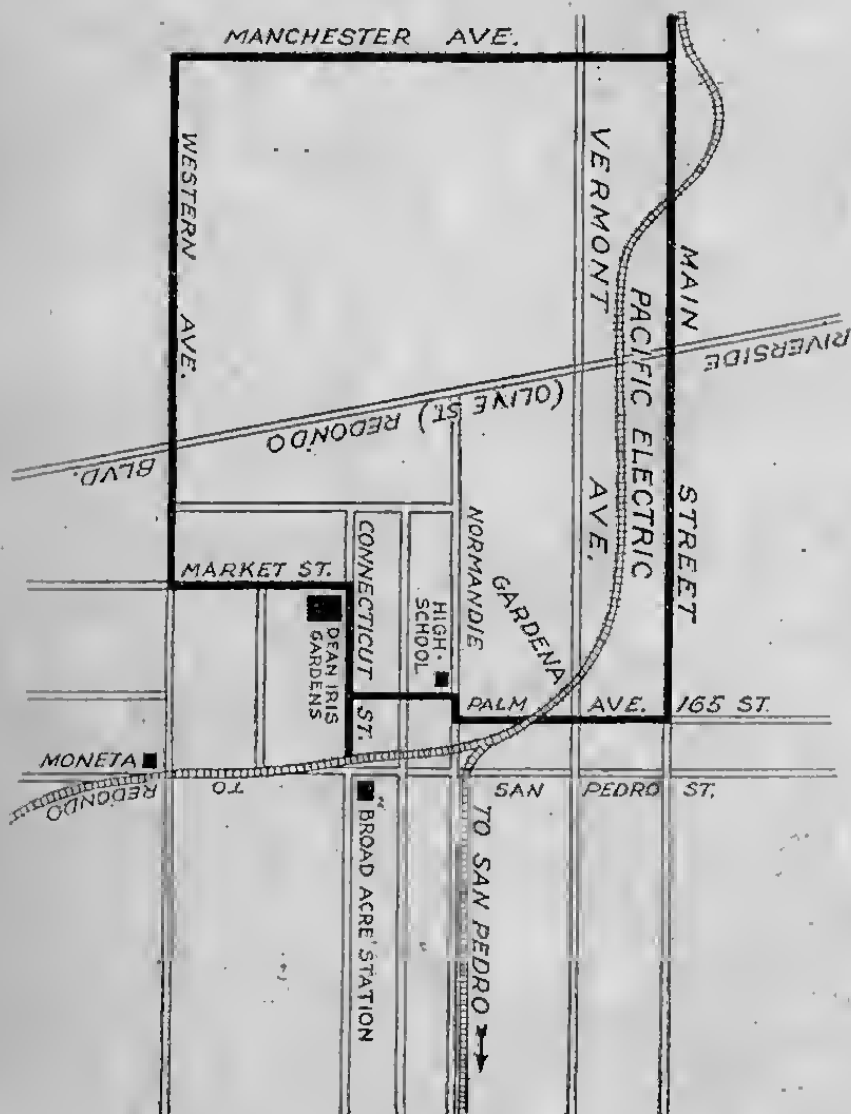 MANCHESTER AVE.
WESTERN AVE.
VERMONT AVE.
PACIFIC ELECTRIC
MAIN STREET
RIVERSIDE
REDONDO
(OLIVE ST.)
BLVD.
MARKET ST.
CONNECTICUT ST.
NORMANDIE
HIGH
SCHOOL
GARDENA
DEAN IRIS
GARDENS
PALM AVE.
165 ST.
MONETA
TO REDONDO
SAN PEDRO ST.
BROAD ACRE STATION
TO SAN PEDRO